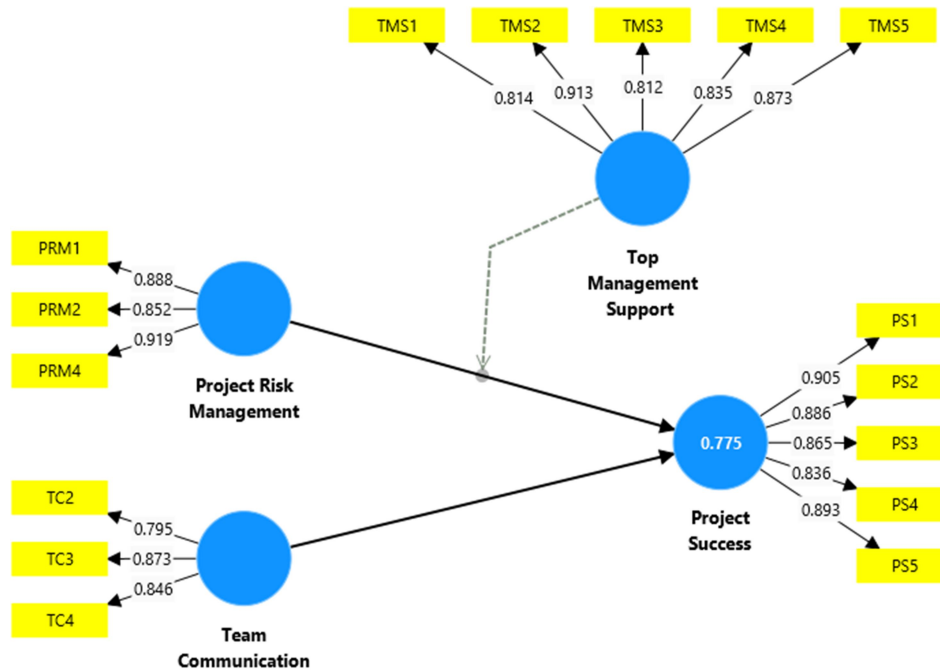 TMS1 TMS2 TMS3 TMS4 TMS5
0.814 0.913 0.812 0.835 0.873
Top
Management
Support
PRM1
PRM2
PRM4
0.888
0.852
0.919
Project Risk
Management
PS1
PS2
PS3
PS4
PS5
0.905
0.886
0.865
0.836
0.893
0.775
Project
Success
TC2
TC3
TC4
0.795
0.873
0.846
Team
Communication